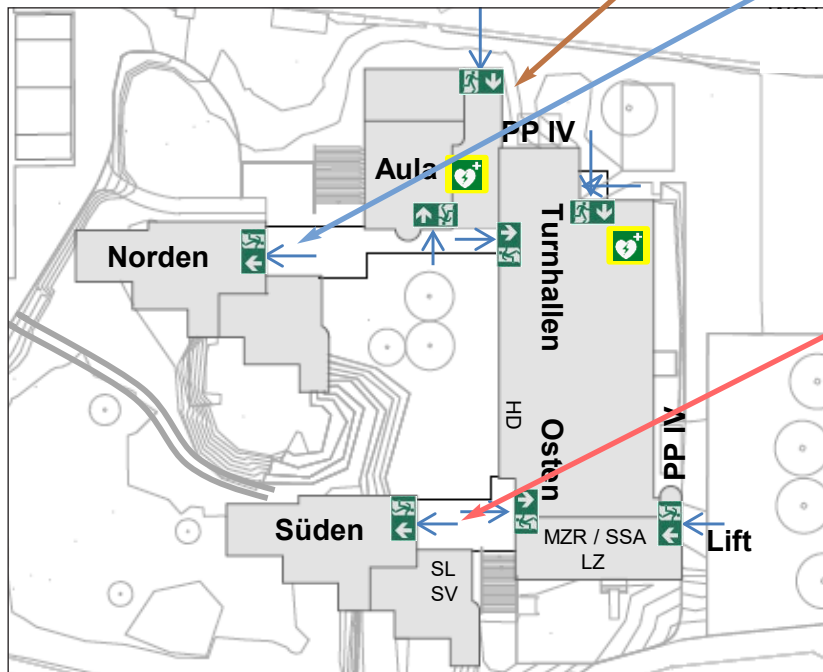 PP IV
Aula
Turnhallen
Norden
HD
Osten
PP IV
Süden
MZR / SSA
LZ
Lift
SL
SV